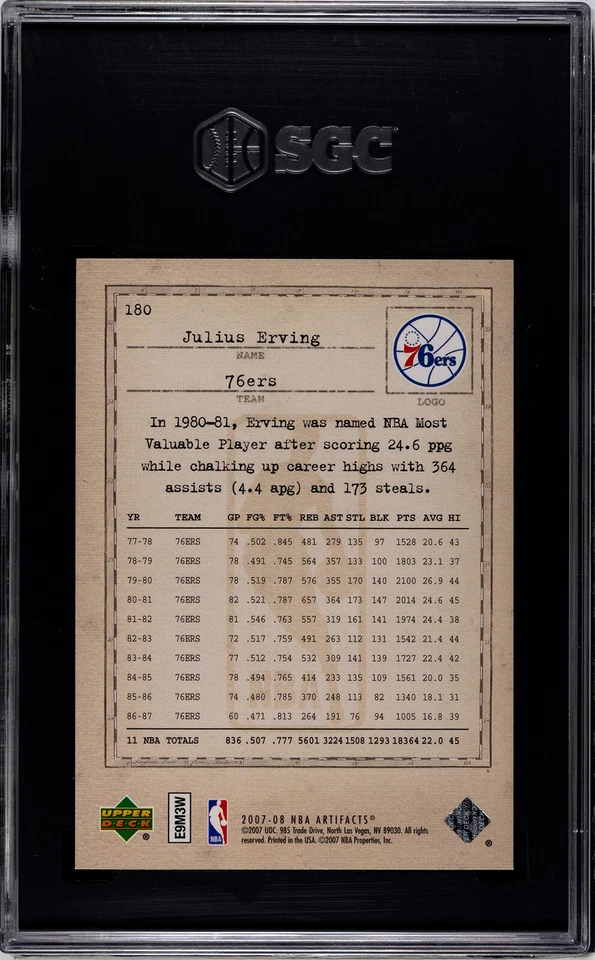 SGC
180
Julius Erving
NAME
76ers
76ers
TEAM
LOGO
In 1980-81, Erving was named NBA Most
Valuable Player after scoring 24.6 ppg
while chalking up career highs with 364
assists (4.4 apg) and 173 steals.
YR TEAM GP FG% FT% REB AST STL BLK PTS AVG HI
77-78 76ERS 74 .502 .845 481 279 135 97 1528 20.6 43
78-79 76ERS 78 .491 .745 564 357 133 100 1803 23.1 37
79-80 76ERS 78 .519 .787 576 355 170 140 2100 26.9 44
80-81 76ERS 82 .521 .787 657 364 173 147 2014 24.6 45
81-82 76ERS 81 .546 .763 557 319 161 141 1974 24.4 38
82-83 76ERS 72 .517 .759 491 263 112 131 1542 21.4 44
83-84 76ERS 77 .512 .754 532 309 141 139 1727 22.4 42
84-85 76ERS 78 .494 .765 414 233 135 109 1561 20.0 35
85-86 76ERS 74 .480 .785 370 248 113 82 1340 18.1 31
86-87 76ERS 60 .471 .813 264 191 76 94 1005 16.8 39
11 NBA TOTALS 836 .507 .777 5601 3224 1508 1293 18364 22.0 45
UPPER
DECK
®
E9M3W
NBA
2007-08 NBA ARTIFACTS®
©2007 UDC. 985 Trade Drive, North Las Vegas, NV 89030. All rights
reserved. Printed in the USA. ©2007 NBA Properties, Inc.
®